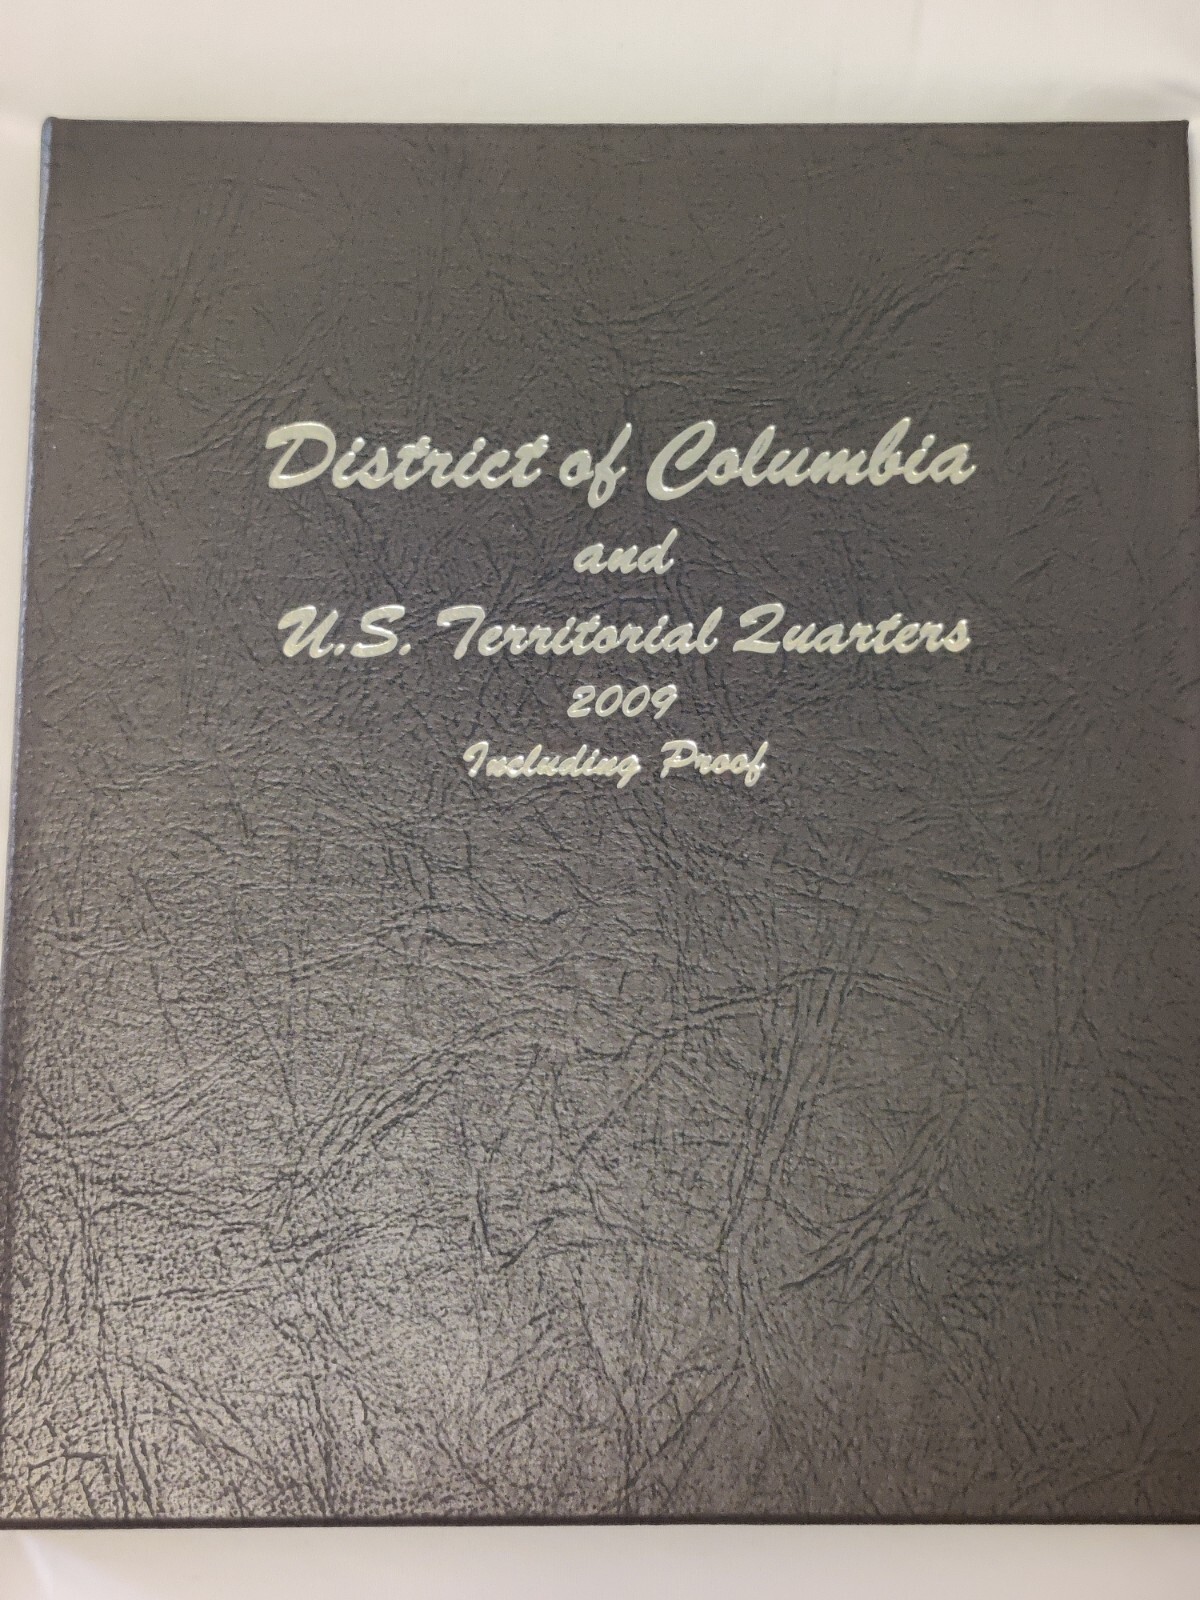 District of Columbia
and
U.S. Territorial Quarters
2009
Including Proof